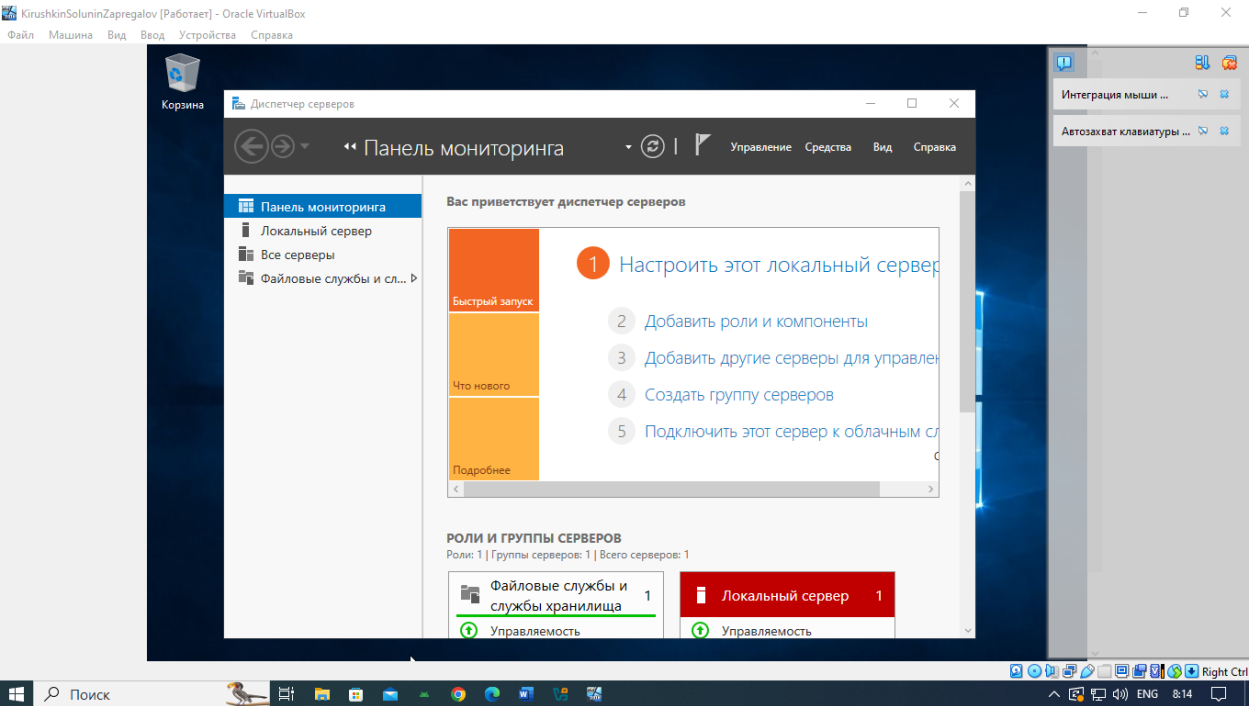 KirushkinSoluninZapregalov [Работает] - Oracle VirtualBox
Файл Машина Вид Ввод Устройства Справка
Корзина
Диспетчер серверов
Панель мониторинга
Управление Средства Вид Справка
Панель мониторинга
Локальный сервер
Все серверы
Файловые службы и сл...
Вас приветствует диспетчер серверов
Быстрый запуск
Что нового
Подробнее
1 Настроить этот локальный сервер
2 Добавить роли и компоненты
3 Добавить другие серверы для управлен
4 Создать группу серверов
5 Подключить этот сервер к облачным сл
РОЛИ И ГРУППЫ СЕРВЕРОВ
Роли: 1 | Группы серверов: 1 | Всего серверов: 1
Файловые службы и
службы хранилища 1
Управляемость
Локальный сервер 1
Управляемость
Интеграция мыши ...
Автозахват клавиатуры ...
Right Ctrl
Поиск
ENG 8:14